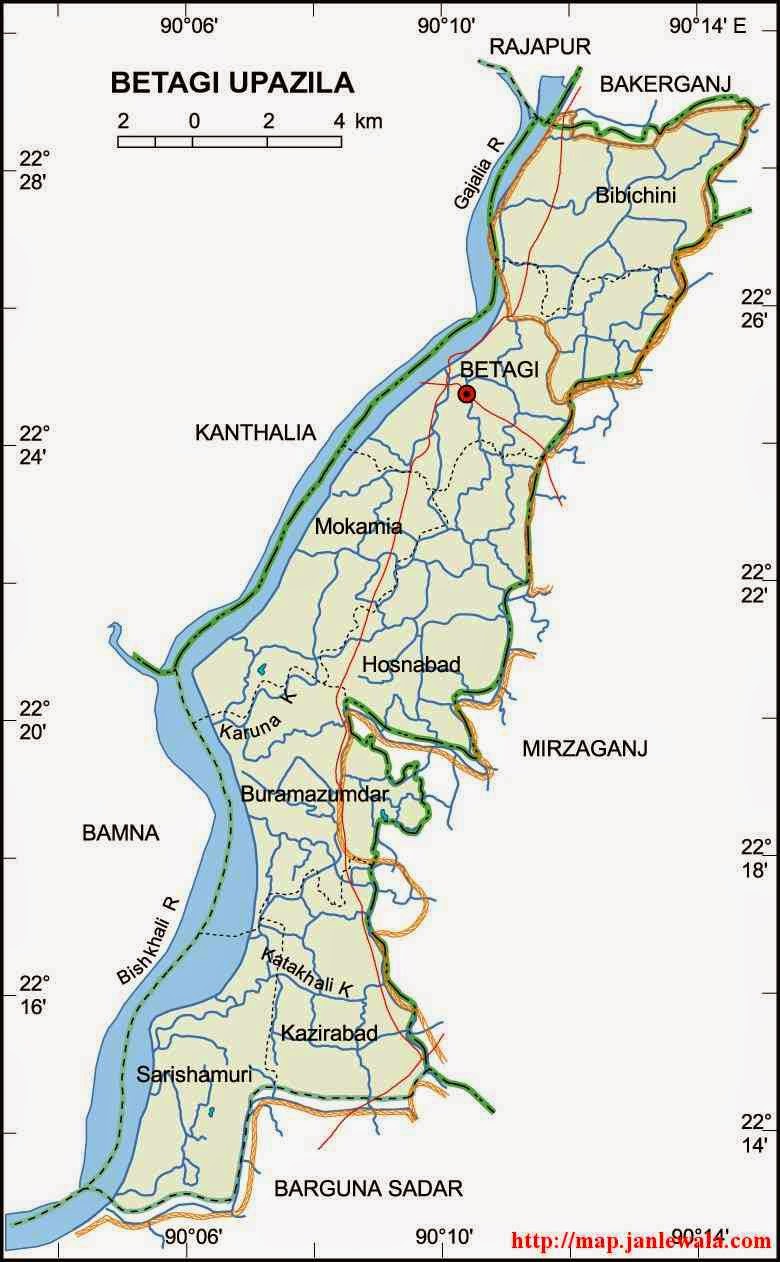 90°06' 90°10' 90°14' E
RAJAPUR
BETAGI UPAZILA
BAKERGANJ
2 0 2 4 km
22°
28'
Gajalia R
Bibichini
22°
26'
BETAGI
KANTHALIA
22°
24'
Mokamia
22°
22'
Hosnabad
22°
20'
Karuna K
MIRZAGANJ
Buramazumdar
BAMNA
22°
18'
Bishkhali R
Katakhali K
22°
16'
Kazirabad
Sarishamuri
22°
14'
BARGUNA SADAR
90°06' 90°10' 90°14'
http://map.janlewala.com